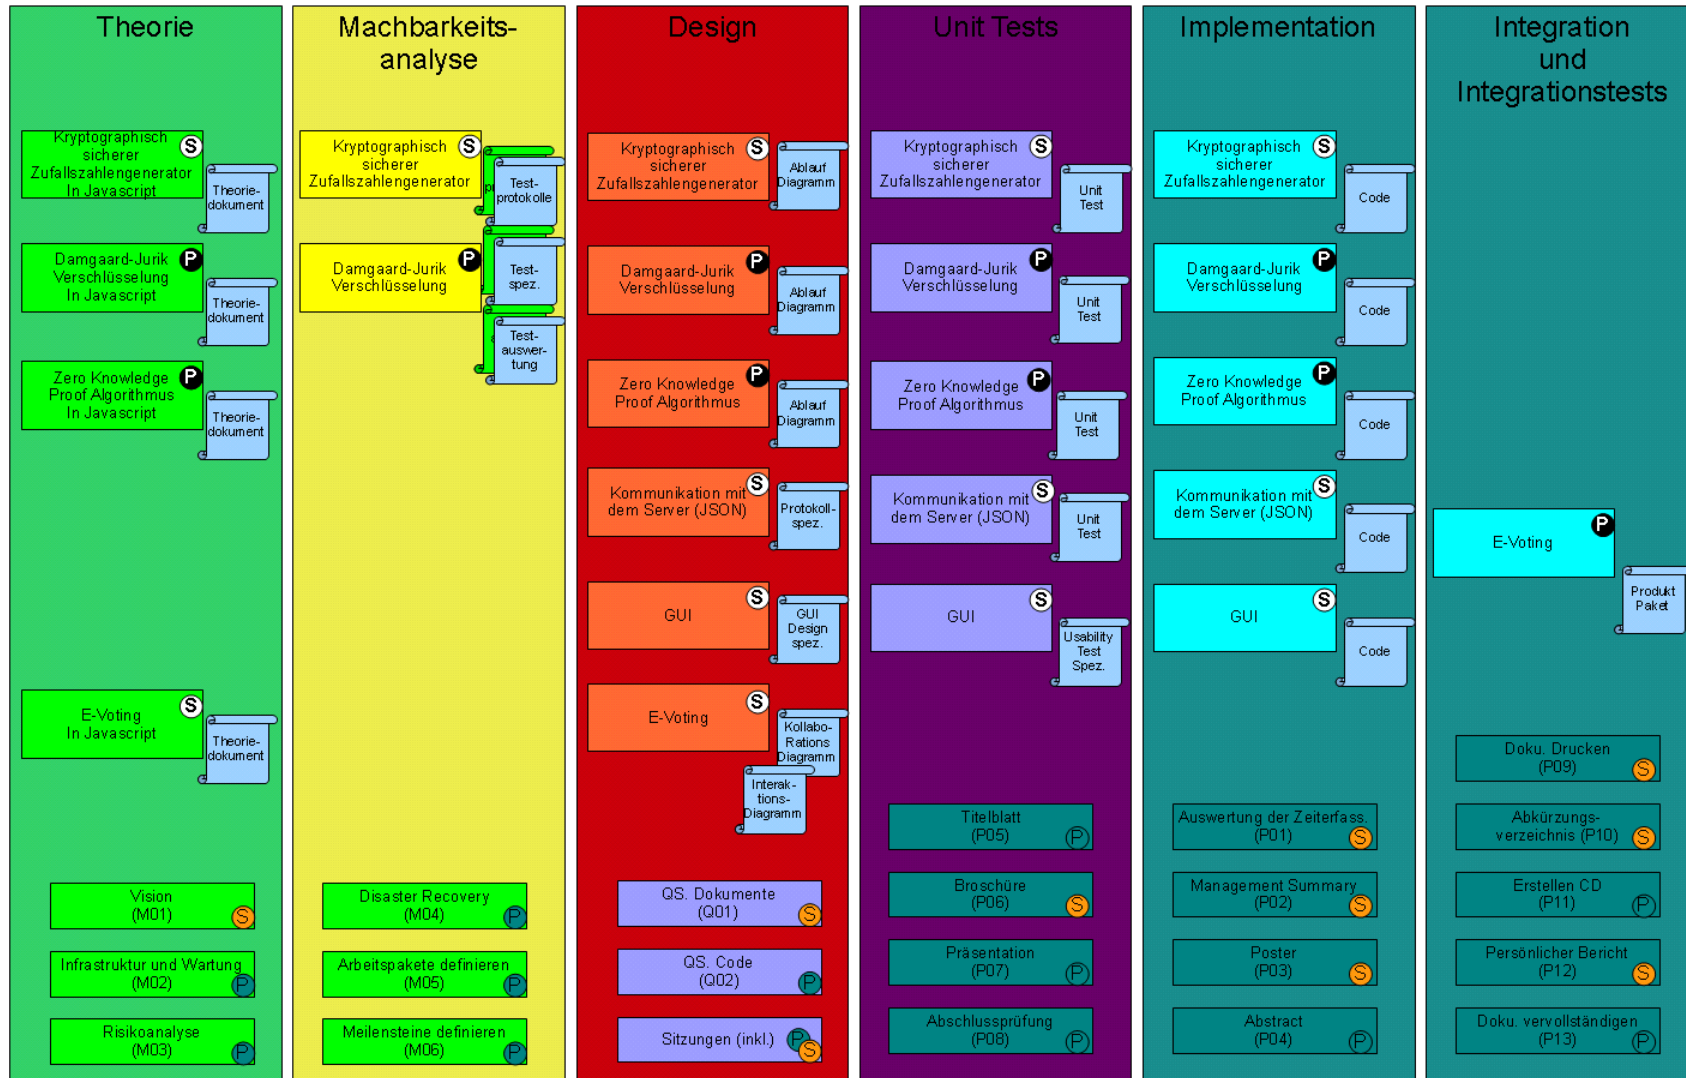 Theorie
Kryptographisch
sicherer
Zufallszahlengenerator
In Javascript
S
Theorie-
dokument
Damgaard-Jurik
Verschlüsselung
In Javascript
P
Theorie-
dokument
Zero Knowledge
Proof Algorithmus
In Javascript
P
Theorie-
dokument
E-Voting
In Javascript
S
Theorie-
dokument
Vision
(M01)
S
Infrastruktur und Wartung
(M02)
P
Risikoanalyse
(M03)
P
Machbarkeits-
analyse
Kryptographisch
sicherer
Zufallszahlengenerator
S
Test-
protokolle
Damgaard-Jurik
Verschlüsselung
P
Test-
spez.
Test-
auswer-
tung
Disaster Recovery
(M04)
P
Arbeitspakete definieren
(M05)
P
Meilensteine definieren
(M06)
P
Design
Kryptographisch
sicherer
Zufallszahlengenerator
S
Ablauf
Diagramm
Damgaard-Jurik
Verschlüsselung
P
Ablauf
Diagramm
Zero Knowledge
Proof Algorithmus
P
Ablauf
Diagramm
Kommunikation mit
dem Server (JSON)
S
Protokoll-
spez.
GUI
S
GUI
Design
spez.
E-Voting
S
Kollabo-
Rations
Diagramm
Interak-
tions-
Diagramm
QS. Dokumente
(Q01)
S
QS. Code
(Q02)
P
Sitzungen (inkl.)
P
S
Unit Tests
Kryptographisch
sicherer
Zufallszahlengenerator
S
Unit
Test
Damgaard-Jurik
Verschlüsselung
P
Unit
Test
Zero Knowledge
Proof Algorithmus
P
Unit
Test
Kommunikation mit
dem Server (JSON)
S
Unit
Test
GUI
S
Usability
Test
Spez.
Titelblatt
(P05)
P
Broschüre
(P06)
S
Präsentation
(P07)
P
Abschlussprüfung
(P08)
P
Implementation
Kryptographisch
sicherer
Zufallszahlengenerator
S
Code
Damgaard-Jurik
Verschlüsselung
P
Code
Zero Knowledge
Proof Algorithmus
P
Code
Kommunikation mit
dem Server (JSON)
S
Code
GUI
S
Code
Auswertung der Zeiterfass.
(P01)
S
Management Summary
(P02)
S
Poster
(P03)
S
Abstract
(P04)
P
Integration
und
Integrationstests
E-Voting
P
Produkt
Paket
Doku. Drucken
(P09)
S
Abkürzungs-
verzeichnis (P10)
S
Erstellen CD
(P11)
P
Persönlicher Bericht
(P12)
S
Doku. vervollständigen
(P13)
P